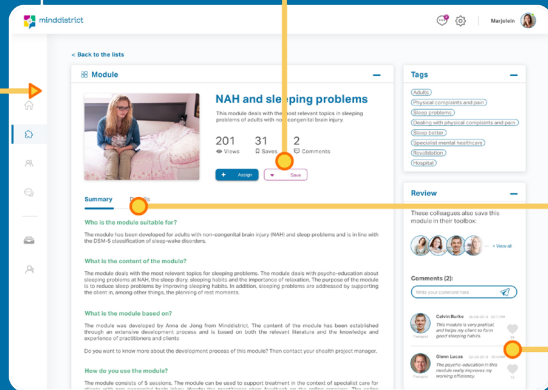 minddistrict
Marjolein
< Back to the lists
Module
NAH and sleeping problems
This module deals with the most relevant topics in sleeping
problems of adults with non-congenital brain injury.
201 31 2
Views Saves Comments
+ Assign
Save
Summary
Who is the module suitable for?
The module has been developed for adults with non-congenital brain injury (NAH) and sleep problems and is in line with
the DSM-5 classification of sleep-wake disorders.
What is the content of the module?
The module deals with the most relevant topics for sleeping problems. The module deals with psycho-education about
sleeping problems at NAH, the sleep diary, sleeping habits and the importance of relaxation. The purpose of the module
is to reduce sleep problems by improving sleeping habits. In addition, sleeping problems are addressed by supporting
the client in, among other things, the planning of rest moments.
What is the module based on?
The module was developed by Anna de Jong from Minddistrict. The content of the module has been established
through an extensive development process and is based on both the relevant literature and the knowledge and
experience of practitioners and clients
Do you want to know more about the development process of this module? Then contact your ehealth project manager.
How do you use the module?
The module consists of 5 sessions. The module can be used to support treatment in the context of specialist care for
Tags
Adults
Physical complaints and pain
Sleep problems
Dealing with physical complaints and pain
Sleep better
Specialist mental healthcare
Hospital
Review
These colleagues also save this
module in their toolbox:
+ View all
Comments (2):
Write your comment here
Calvin Burke
This module is very practical
and helps my client to form
good sleeping habits.
Glenn Lucas
The psycho-education in this
module really improves my
working efficiency.